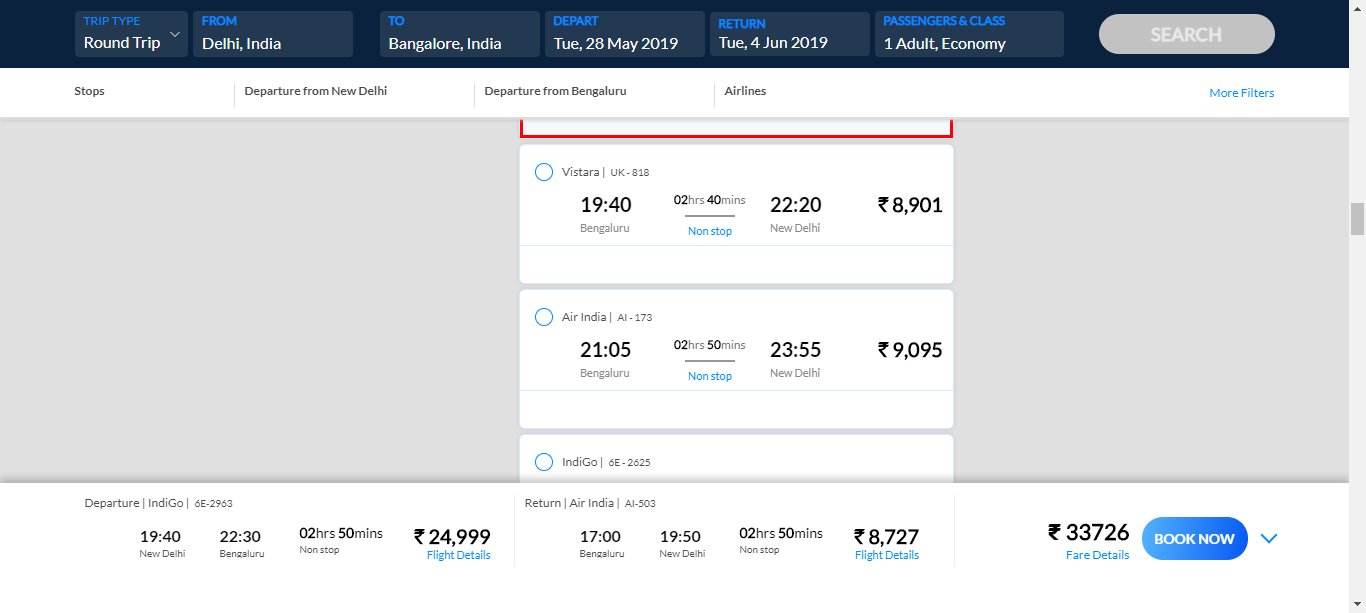 TRIP TYPE
Round Trip
FROM
Delhi, India
TO
Bangalore, India
DEPART
Tue, 28 May 2019
RETURN
Tue, 4 Jun 2019
PASSENGERS & CLASS
1 Adult, Economy
SEARCH
Stops
Departure from New Delhi
Departure from Bengaluru
Airlines
More Filters
Vistara | UK - 818
19:40 02hrs 40mins 22:20 ₹ 8,901
Bengaluru Non stop New Delhi
Air India | AI - 173
21:05 02hrs 50mins 23:55 ₹ 9,095
Bengaluru Non stop New Delhi
IndiGo | 6E - 2625
Departure | IndiGo | 6E-2963
19:40 22:30 02hrs 50mins ₹ 24,999
New Delhi Bengaluru Non stop Flight Details
Return | Air India | AI-503
17:00 19:50 02hrs 50mins ₹ 8,727
Bengaluru New Delhi Non stop Flight Details
₹ 33726
Fare Details
BOOK NOW